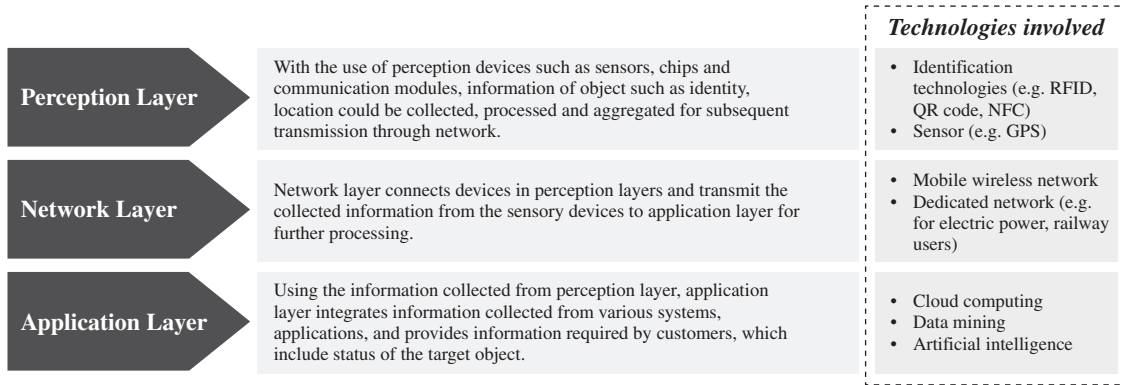 Technologies involved
Perception Layer
With the use of perception devices such as sensors, chips and
communication modules, information of object such as identity,
location could be collected, processed and aggregated for subsequent
transmission through network.
• Identification
technologies (e.g. RFID,
QR code, NFC)
• Sensor (e.g. GPS)
Network Layer
Network layer connects devices in perception layers and transmit the
collected information from the sensory devices to application layer for
further processing.
• Mobile wireless network
• Dedicated network (e.g.
for electric power, railway
users)
Application Layer
Using the information collected from perception layer, application
layer integrates information collected from various systems,
applications, and provides information required by customers, which
include status of the target object.
• Cloud computing
• Data mining
• Artificial intelligence